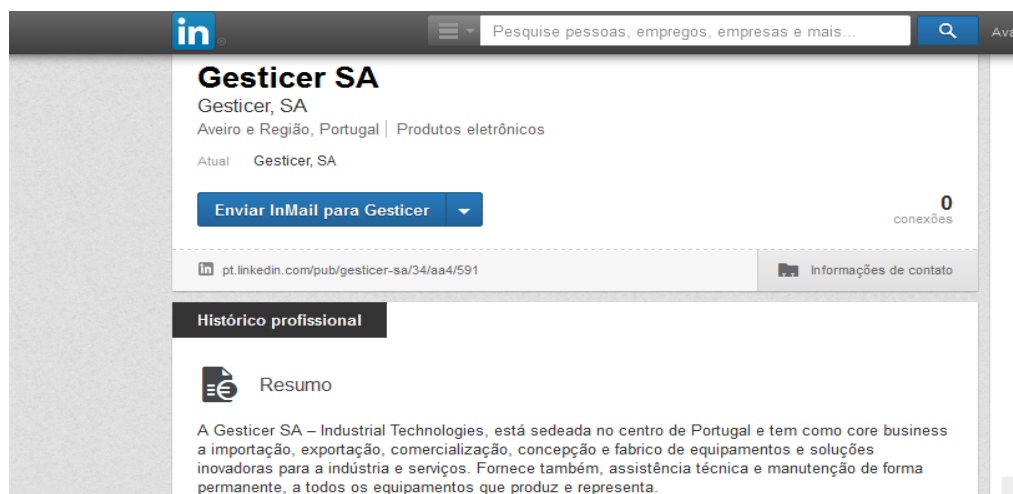 in
Pesquise pessoas, empregos, empresas e mais...
Ava
Gesticer SA
Gesticer, SA
Aveiro e Região, Portugal | Produtos eletrônicos
Atual Gesticer, SA
Enviar InMail para Gesticer
0
conexões
in pt.linkedin.com/pub/gesticer-sa/34/aa4/591
Informações de contato
Histórico profissional
Resumo
A Gesticer SA – Industrial Technologies, está sedeada no centro de Portugal e tem como core business
a importação, exportação, comercialização, concepção e fabrico de equipamentos e soluções
inovadoras para a indústria e serviços. Fornece também, assistência técnica e manutenção de forma
permanente, a todos os equipamentos que produz e representa.